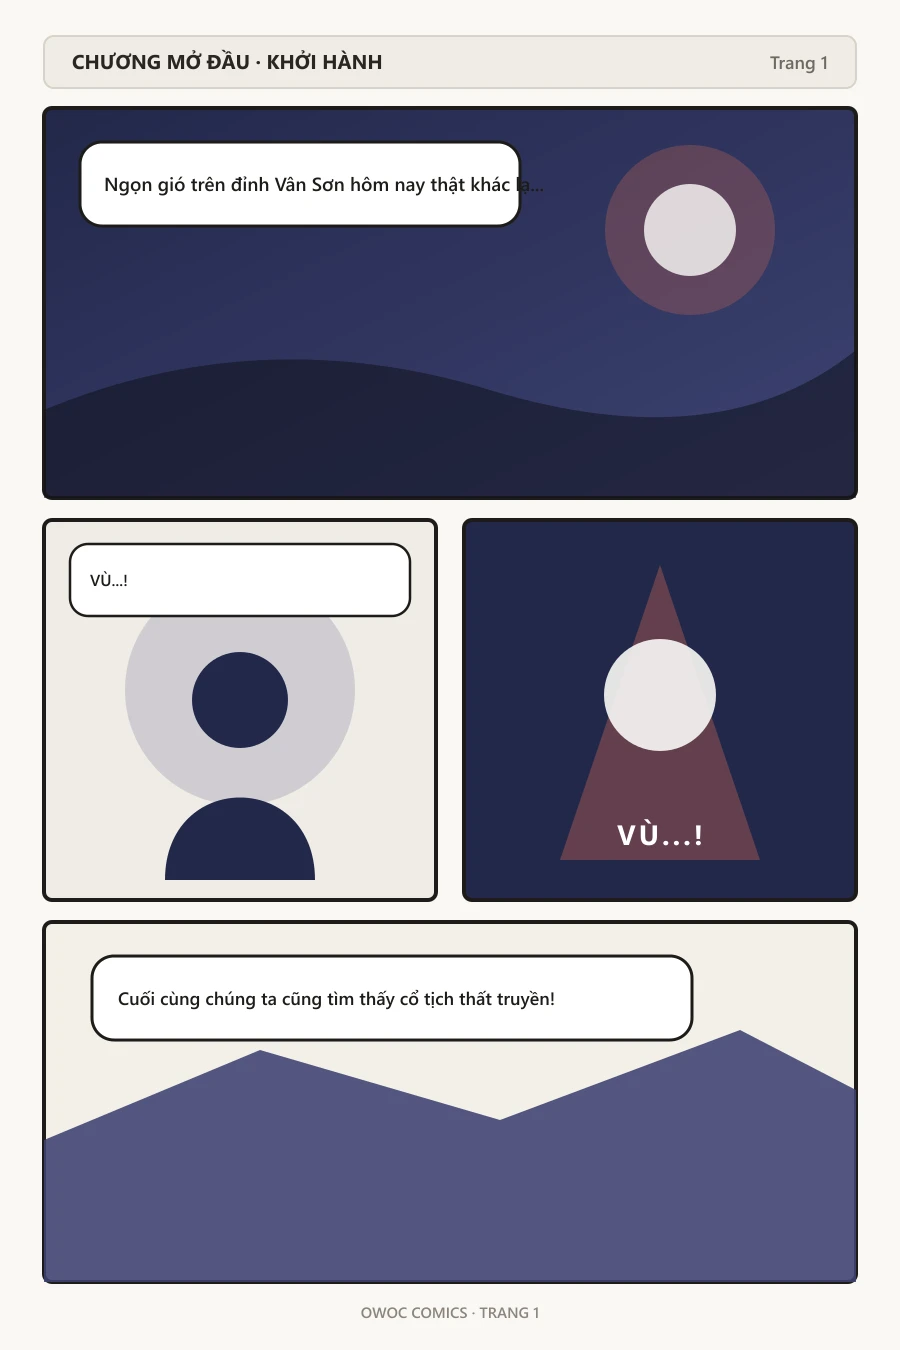 CHƯƠNG MỞ ĐẦU · KHỞI HÀNH
Trang 1
Ngọn gió trên đỉnh Vân Sơn hôm nay thật khác lạ...
VÙ...!
VÙ...!
Cuối cùng chúng ta cũng tìm thấy cổ tịch thất truyền!
OWOC COMICS · TRANG 1